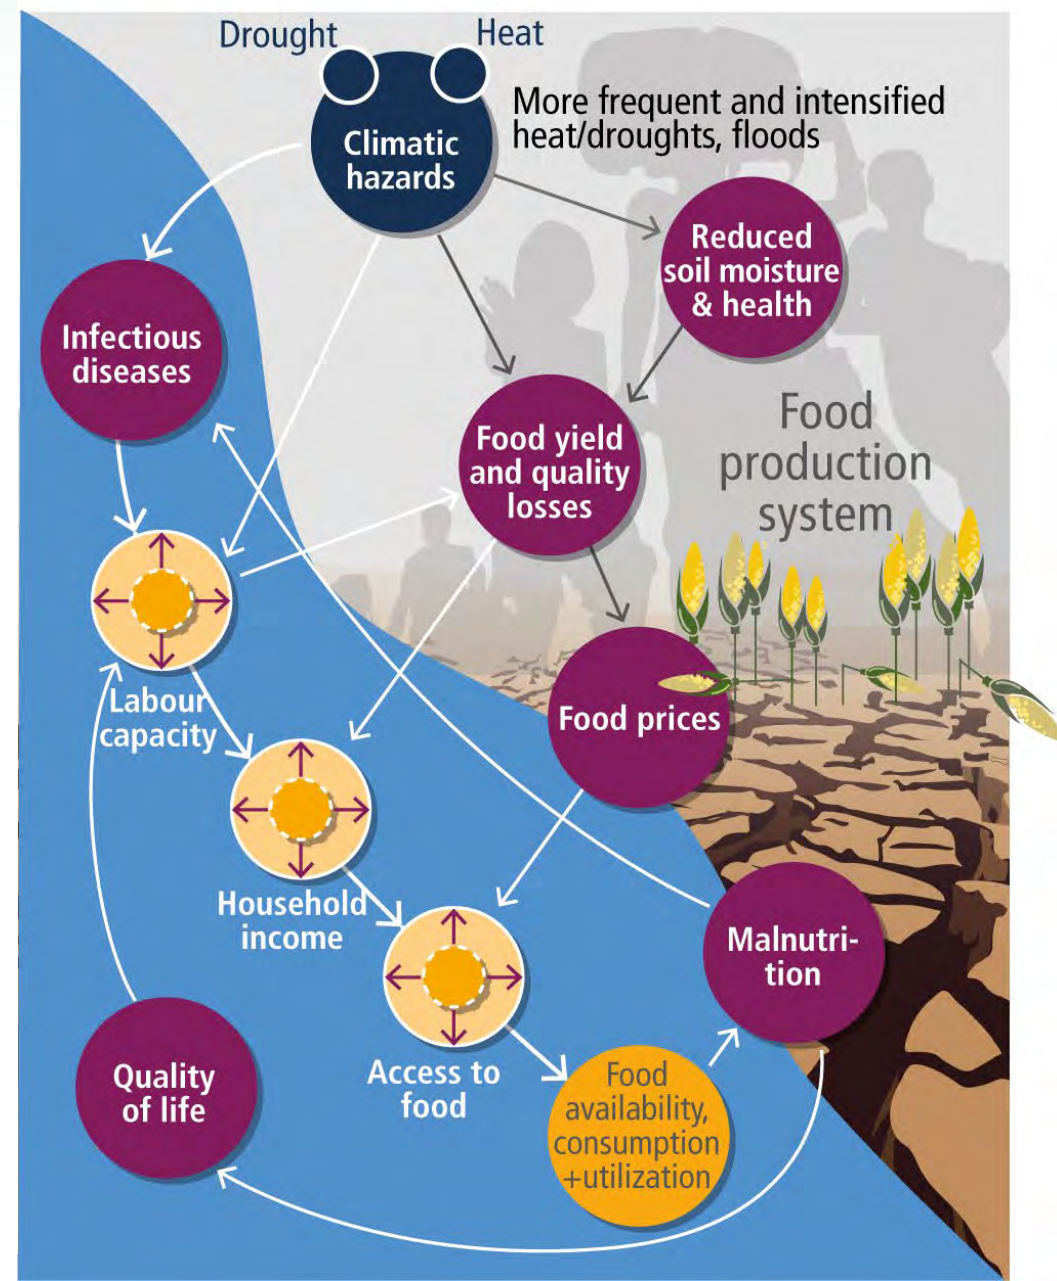 Drought
Heat
More frequent and intensified
heat/droughts, floods
Climatic
hazards
Reduced
soil moisture
& health
Infectious
diseases
Food
production
system
Food yield
and quality
losses
Labour
capacity
Food prices
Household
income
Malnutri-
tion
Access to
food
Quality
of life
Food
availability,
consumption
+utilization